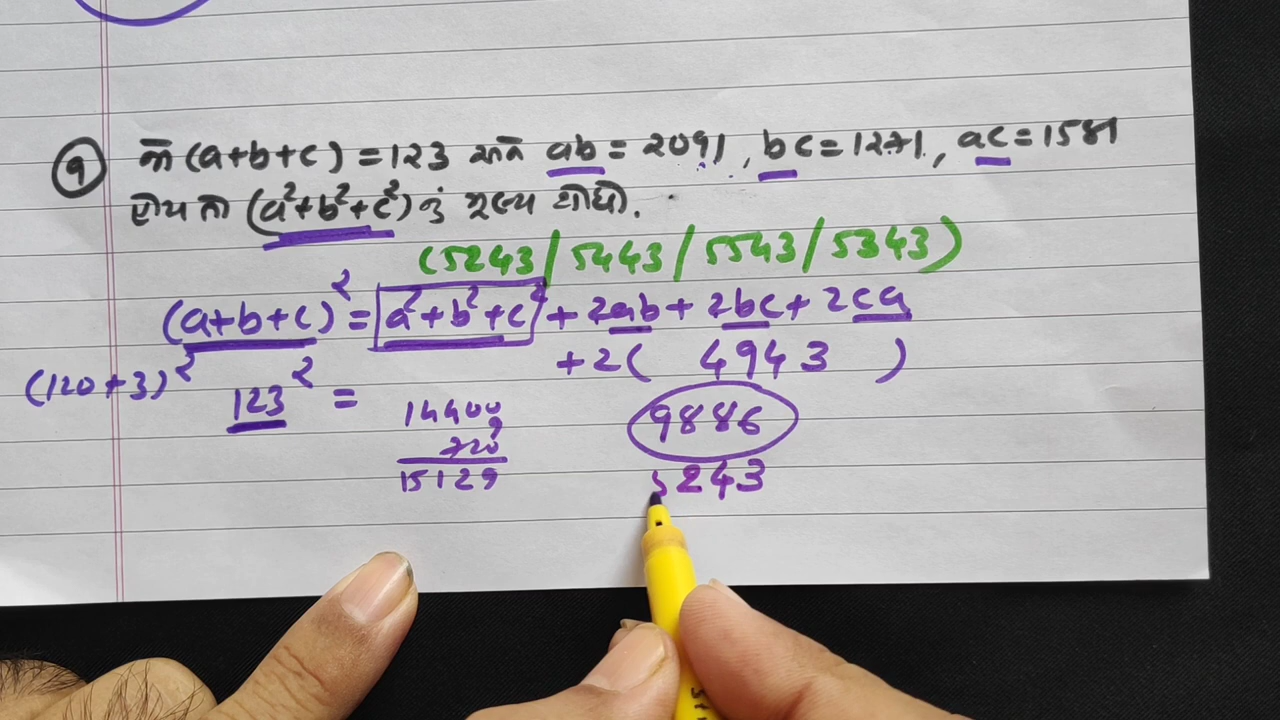 ૧ જો (a+b+c) = 123 અને ab = 2091, bc = 1271, ac = 1581
હોય તો (a²+b²+c²) નું મૂલ્ય શોધો.
(5243/5443/5543/5343)
(a+b+c)² = a²+b²+c² + 2ab + 2bc + 2ca
+2( 4943 )
(120+3)² 123² =
14400
9
720
15129
9886
5243